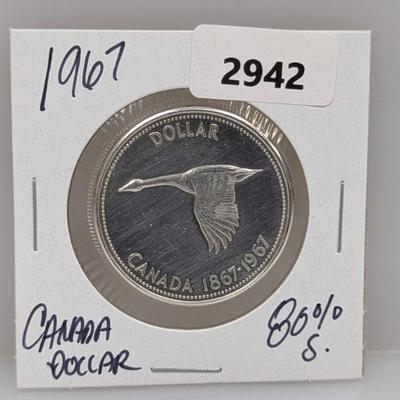 1967
2942
DOLLAR
CANADA 1867-1967
CANADA
DOLLAR
80%
S.